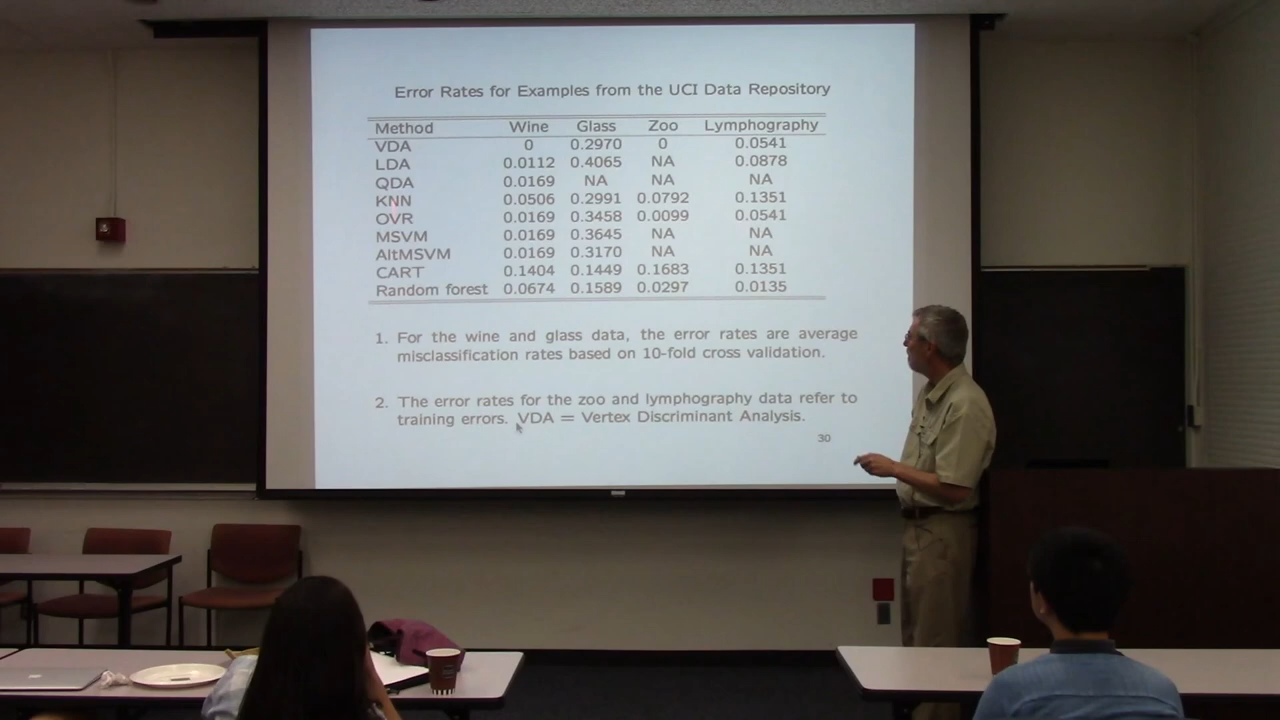 Error Rates for Examples from the UCI Data Repository
Method Wine Glass Zoo Lymphography
VDA 0 0.2970 0 0.0541
LDA 0.0112 0.4065 NA 0.0878
QDA 0.0169 NA NA NA
KNN 0.0506 0.2991 0.0792 0.1351
OVR 0.0169 0.3458 0.0099 0.0541
MSVM 0.0169 0.3645 NA NA
AltMSVM 0.0169 0.3170 NA NA
CART 0.1404 0.1449 0.1683 0.1351
Random forest 0.0674 0.1589 0.0297 0.0135
1. For the wine and glass data, the error rates are average
misclassification rates based on 10-fold cross validation.
2. The error rates for the zoo and lymphography data refer to
training errors. VDA = Vertex Discriminant Analysis.
30